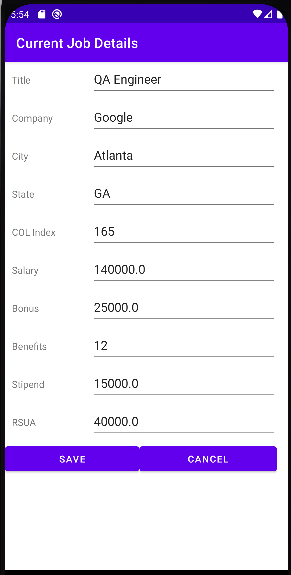 5:54
Current Job Details
Title QA Engineer
Company Google
City Atlanta
State GA
COL Index 165
Salary 140000.0
Bonus 25000.0
Benefits 12
Stipend 15000.0
RSUA 40000.0
SAVE CANCEL